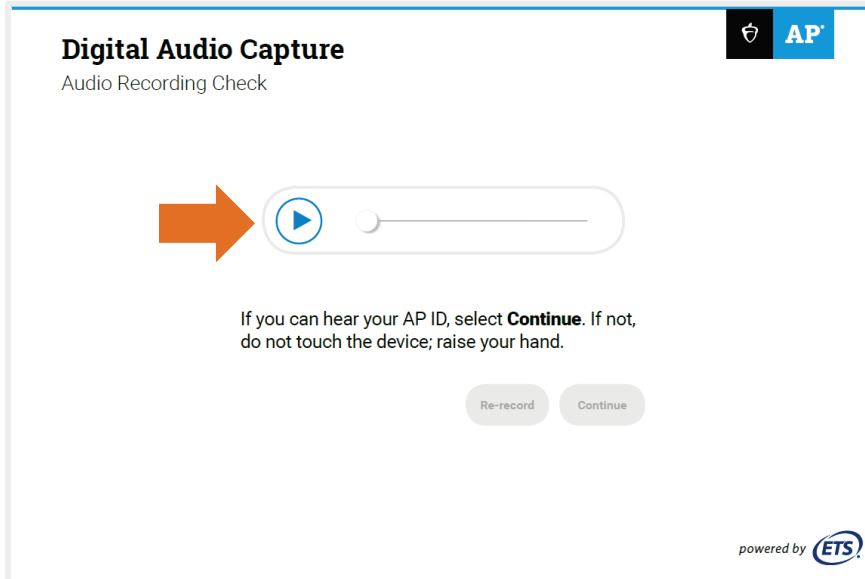 Digital Audio Capture
AP®
Audio Recording Check
If you can hear your AP ID, select Continue. If not,
do not touch the device; raise your hand.
Re-record
Continue
powered by ETS